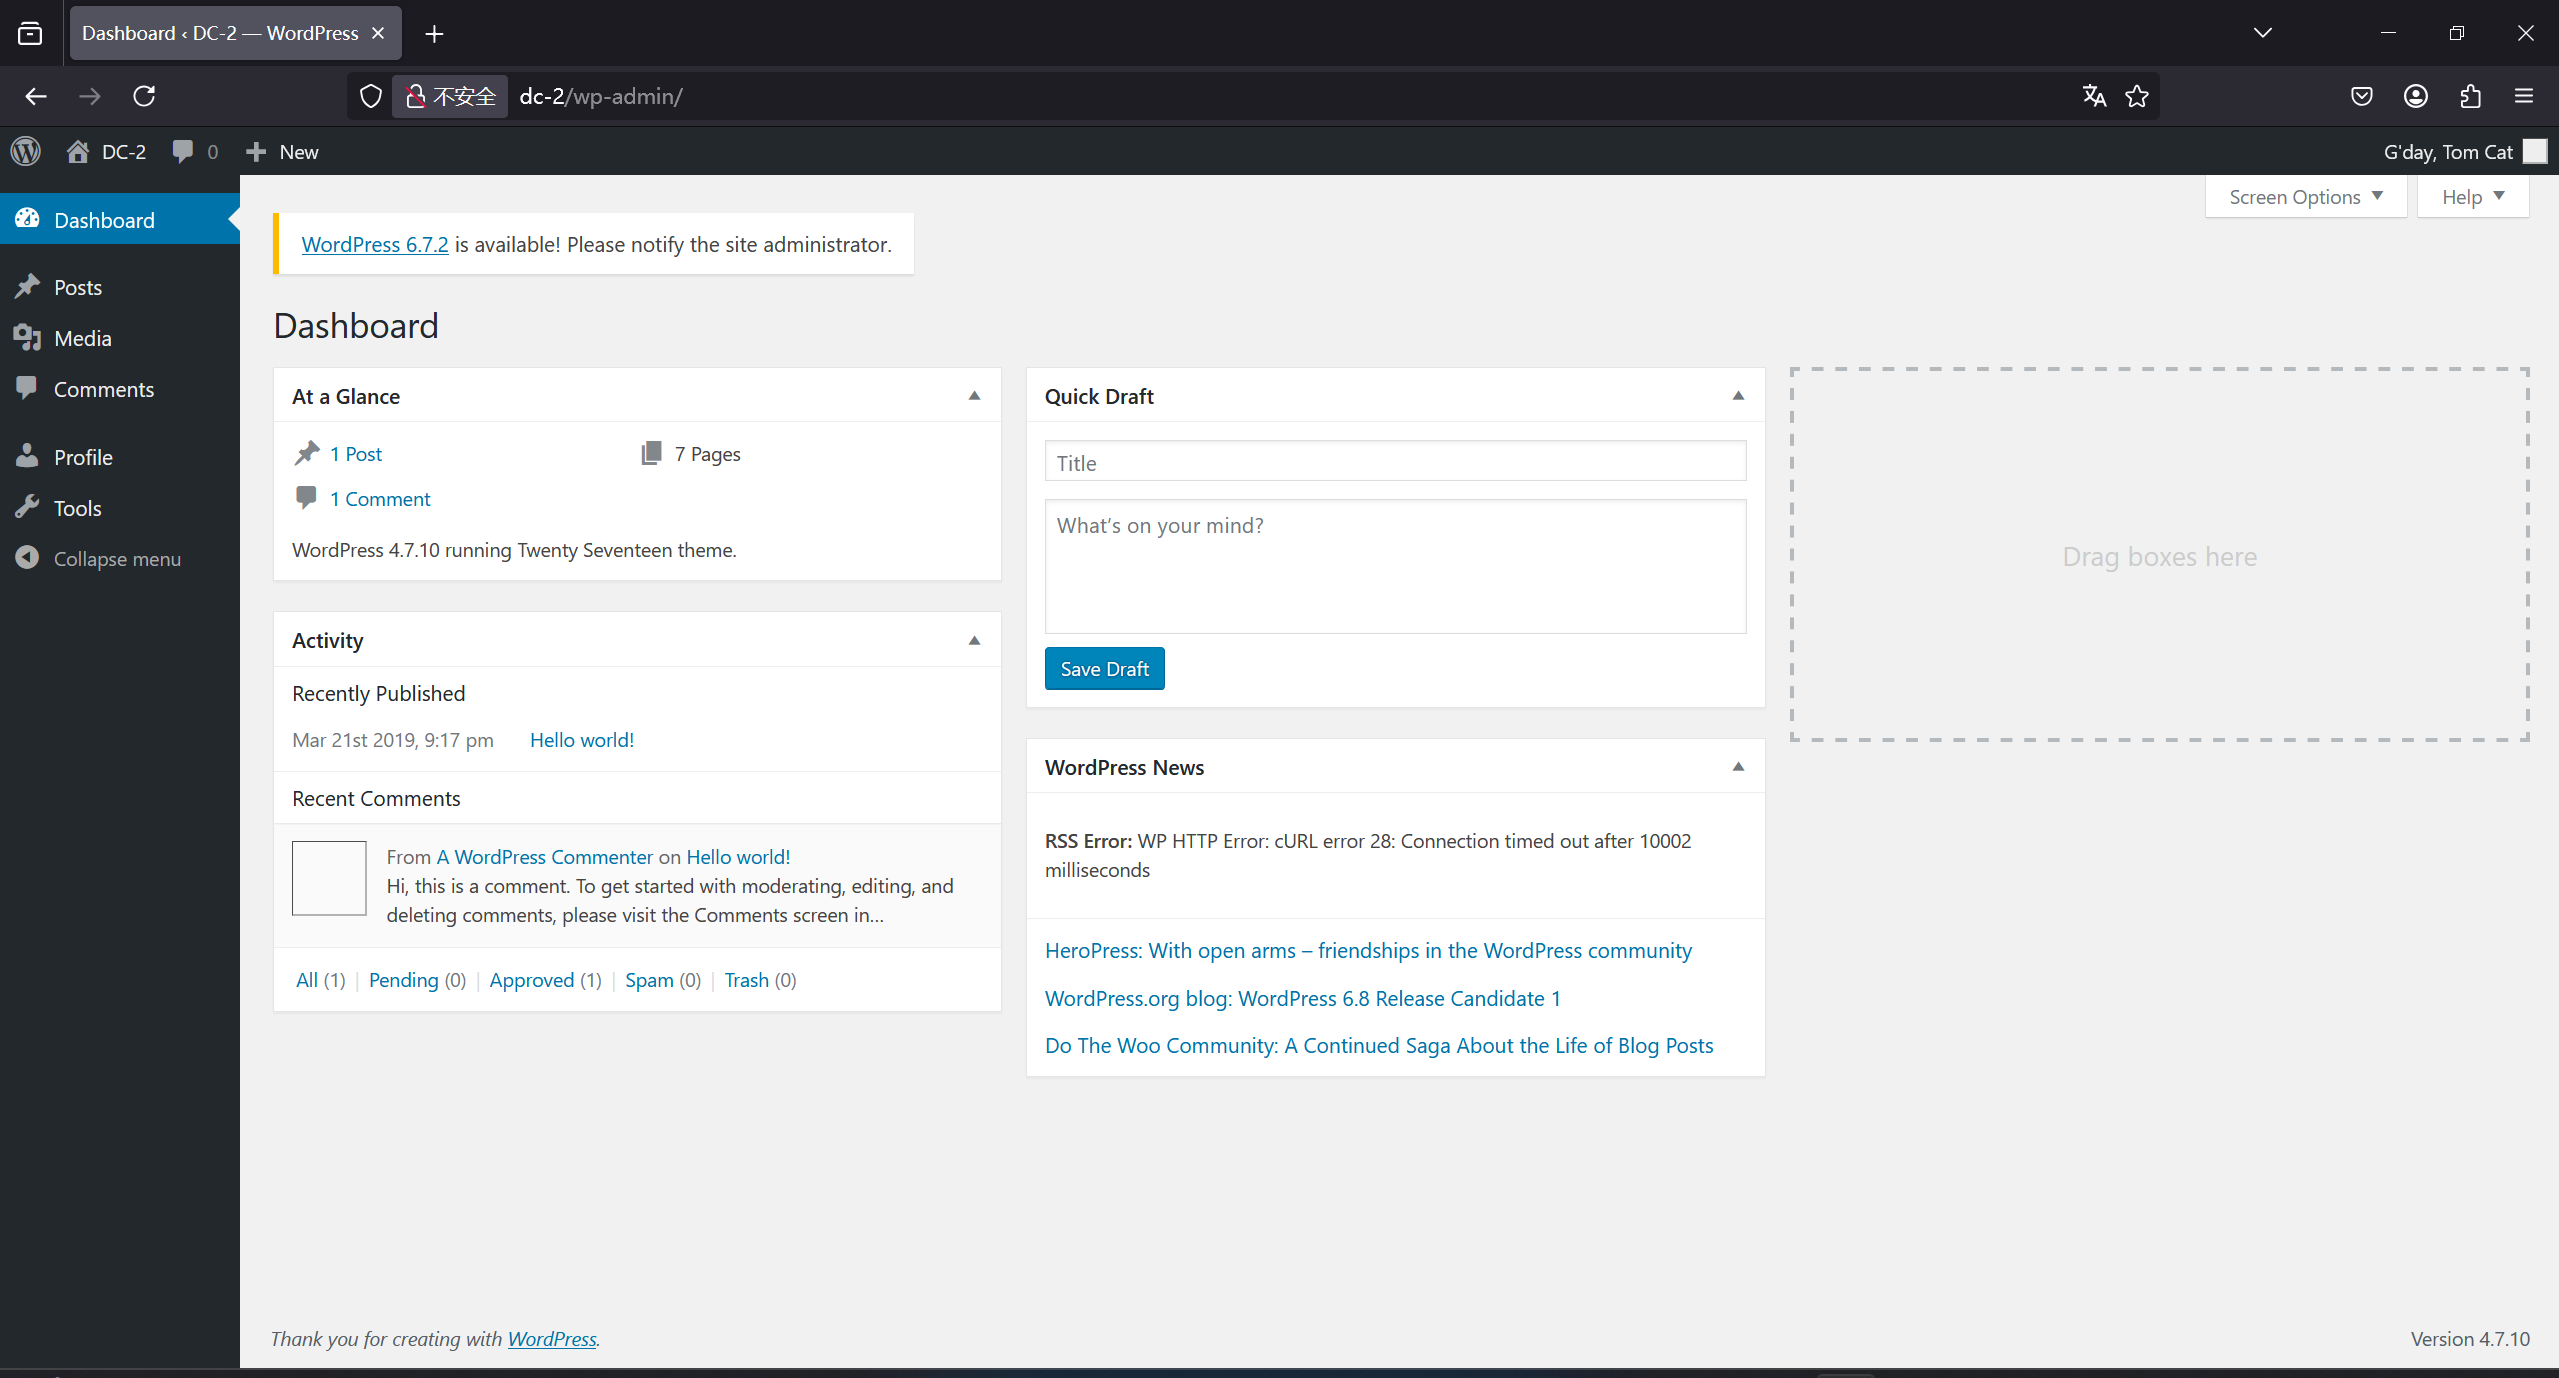 Dashboard ‹ DC-2 — WordPress
不安全 dc-2/wp-admin/
DC-2 0 New G'day, Tom Cat
Screen Options Help
Dashboard
Posts
Media
Comments
Profile
Tools
Collapse menu
WordPress 6.7.2 is available! Please notify the site administrator.
Dashboard
At a Glance
1 Post 7 Pages
1 Comment
WordPress 4.7.10 running Twenty Seventeen theme.
Activity
Recently Published
Mar 21st 2019, 9:17 pm Hello world!
Recent Comments
From A WordPress Commenter on Hello world!
Hi, this is a comment. To get started with moderating, editing, and
deleting comments, please visit the Comments screen in…
All (1) | Pending (0) | Approved (1) | Spam (0) | Trash (0)
Quick Draft
Title
What's on your mind?
Save Draft
WordPress News
RSS Error: WP HTTP Error: cURL error 28: Connection timed out after 10002
milliseconds
HeroPress: With open arms – friendships in the WordPress community
WordPress.org blog: WordPress 6.8 Release Candidate 1
Do The Woo Community: A Continued Saga About the Life of Blog Posts
Drag boxes here
Thank you for creating with WordPress.
Version 4.7.10